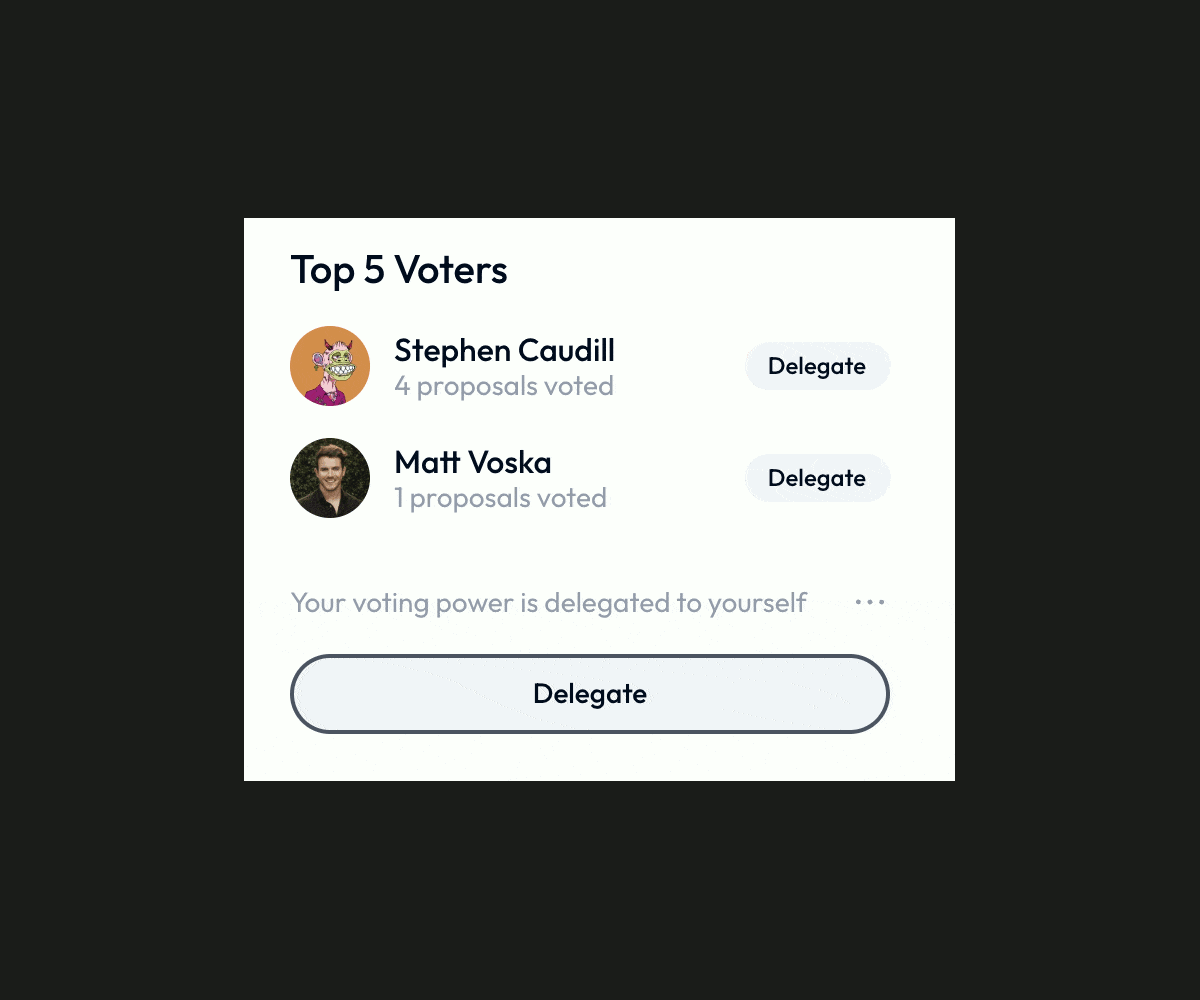 Top 5 Voters
Stephen Caudill
4 proposals voted
Delegate
Matt Voska
1 proposals voted
Delegate
Your voting power is delegated to yourself
Delegate